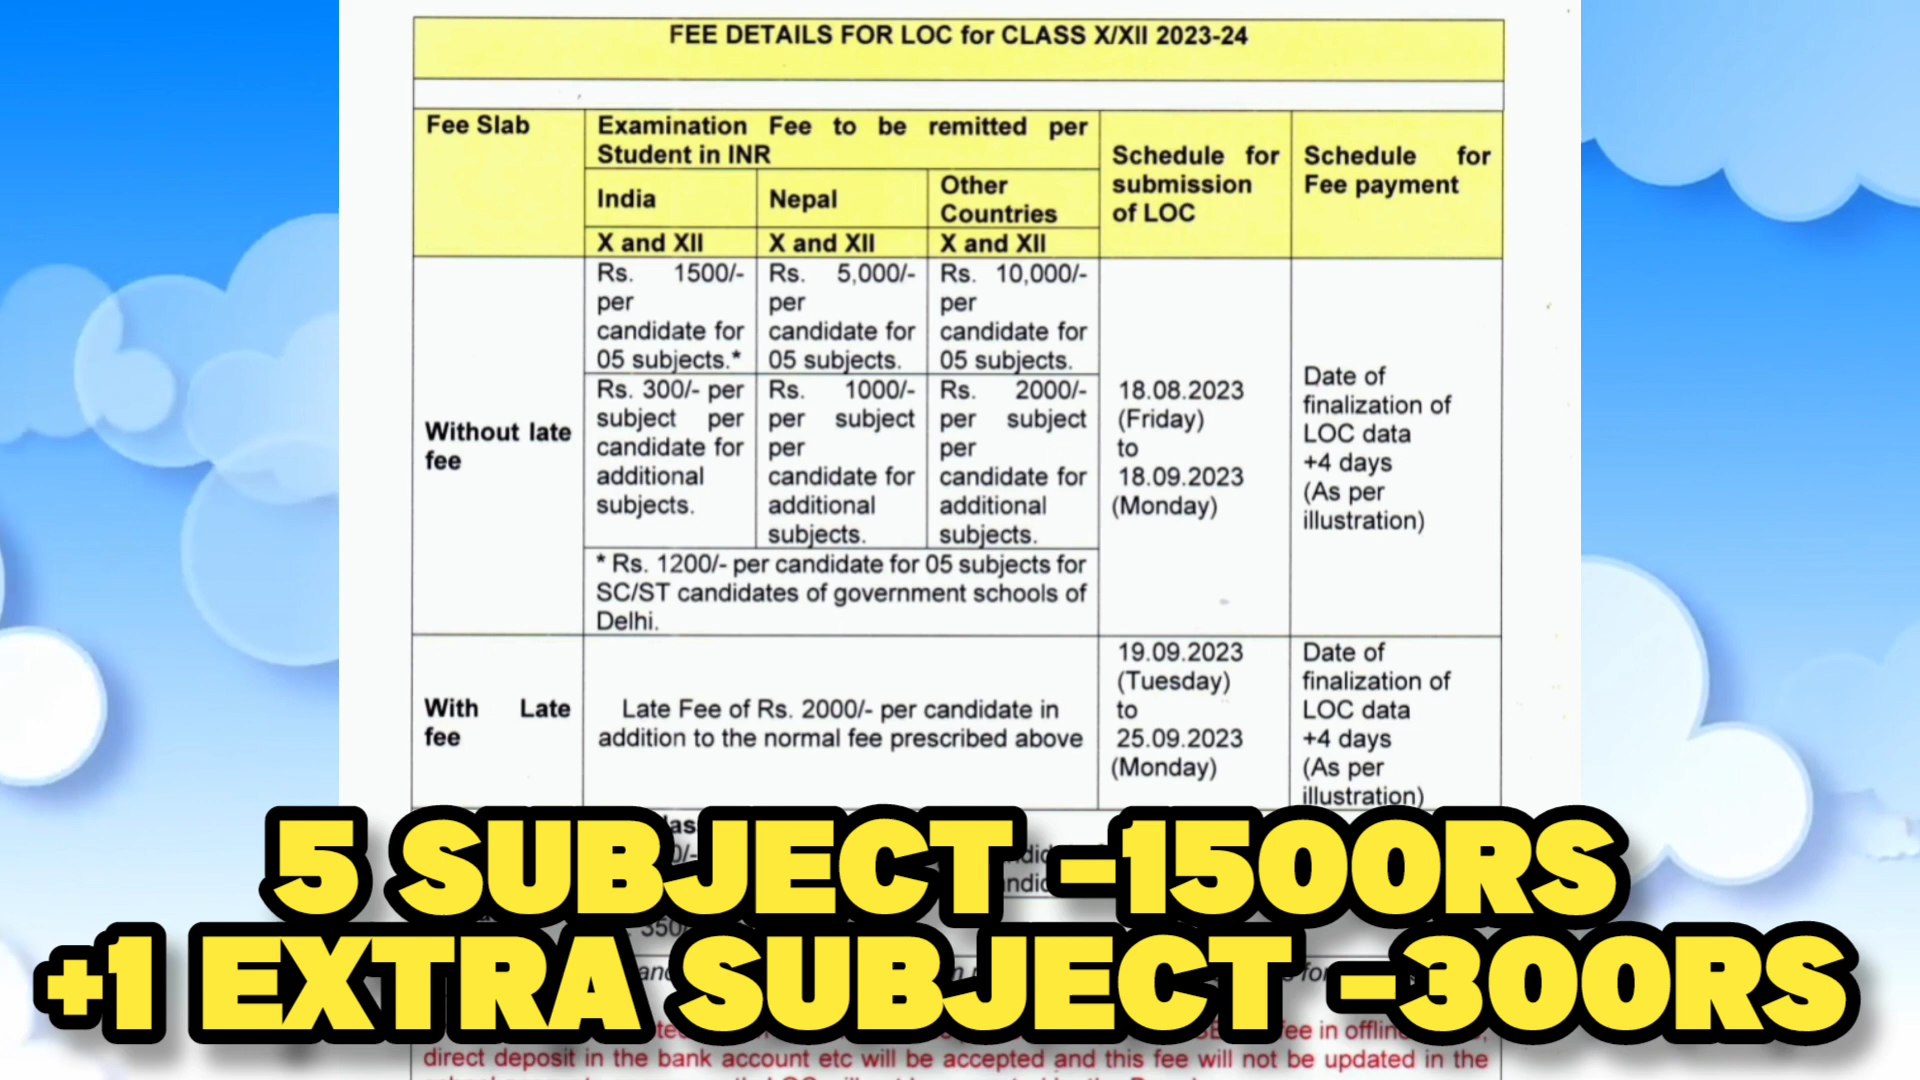 FEE DETAILS FOR LOC for CLASS X/XII 2023-24
Fee Slab
Examination Fee to be remitted per
Student in INR
India
Nepal
Other
Countries
X and XII
X and XII
X and XII
Schedule for
submission
of LOC
Schedule for
Fee payment
Without late
fee
Rs. 1500/-
per
candidate for
05 subjects.*
Rs. 5,000/-
per
candidate for
05 subjects.
Rs. 10,000/-
per
candidate for
05 subjects.
Rs. 300/- per
subject per
candidate for
additional
subjects.
Rs. 1000/-
per subject
per
candidate for
additional
subjects.
Rs. 2000/-
per subject
per
candidate for
additional
subjects.
* Rs. 1200/- per candidate for 05 subjects for
SC/ST candidates of government schools of
Delhi.
18.08.2023
(Friday)
to
18.09.2023
(Monday)
Date of
finalization of
LOC data
+4 days
(As per
illustration)
With Late
fee
Late Fee of Rs. 2000/- per candidate in
addition to the normal fee prescribed above
19.09.2023
(Tuesday)
to
25.09.2023
(Monday)
Date of
finalization of
LOC data
+4 days
(As per
illustration)
5 SUBJECT -1500RS
+1 EXTRA SUBJECT -300RS
fee in
direct deposit in the bank account etc will be accepted and this fee will not be updated in the